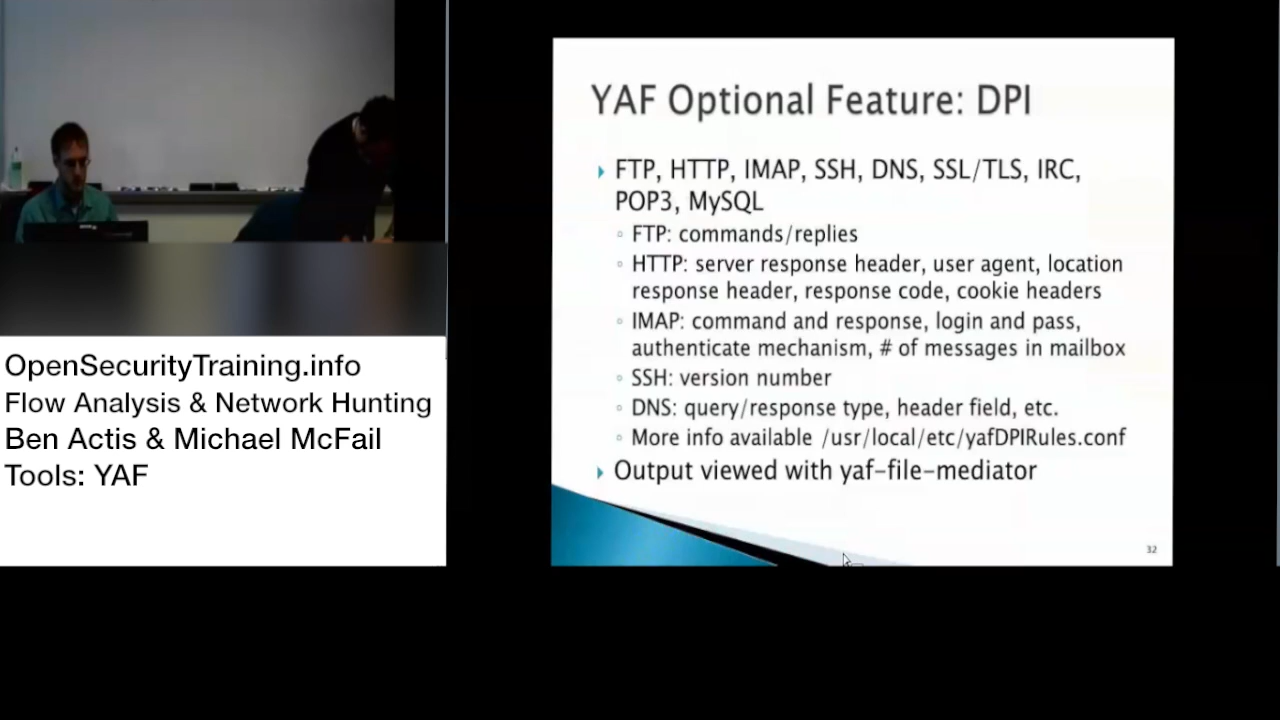 YAF Optional Feature: DPI
FTP, HTTP, IMAP, SSH, DNS, SSL/TLS, IRC,
POP3, MySQL
FTP: commands/replies
HTTP: server response header, user agent, location
response header, response code, cookie headers
IMAP: command and response, login and pass,
authenticate mechanism, # of messages in mailbox
SSH: version number
DNS: query/response type, header field, etc.
More info available /usr/local/etc/yafDPIRules.conf
Output viewed with yaf-file-mediator
32
OpenSecurityTraining.info
Flow Analysis & Network Hunting
Ben Actis & Michael McFail
Tools: YAF